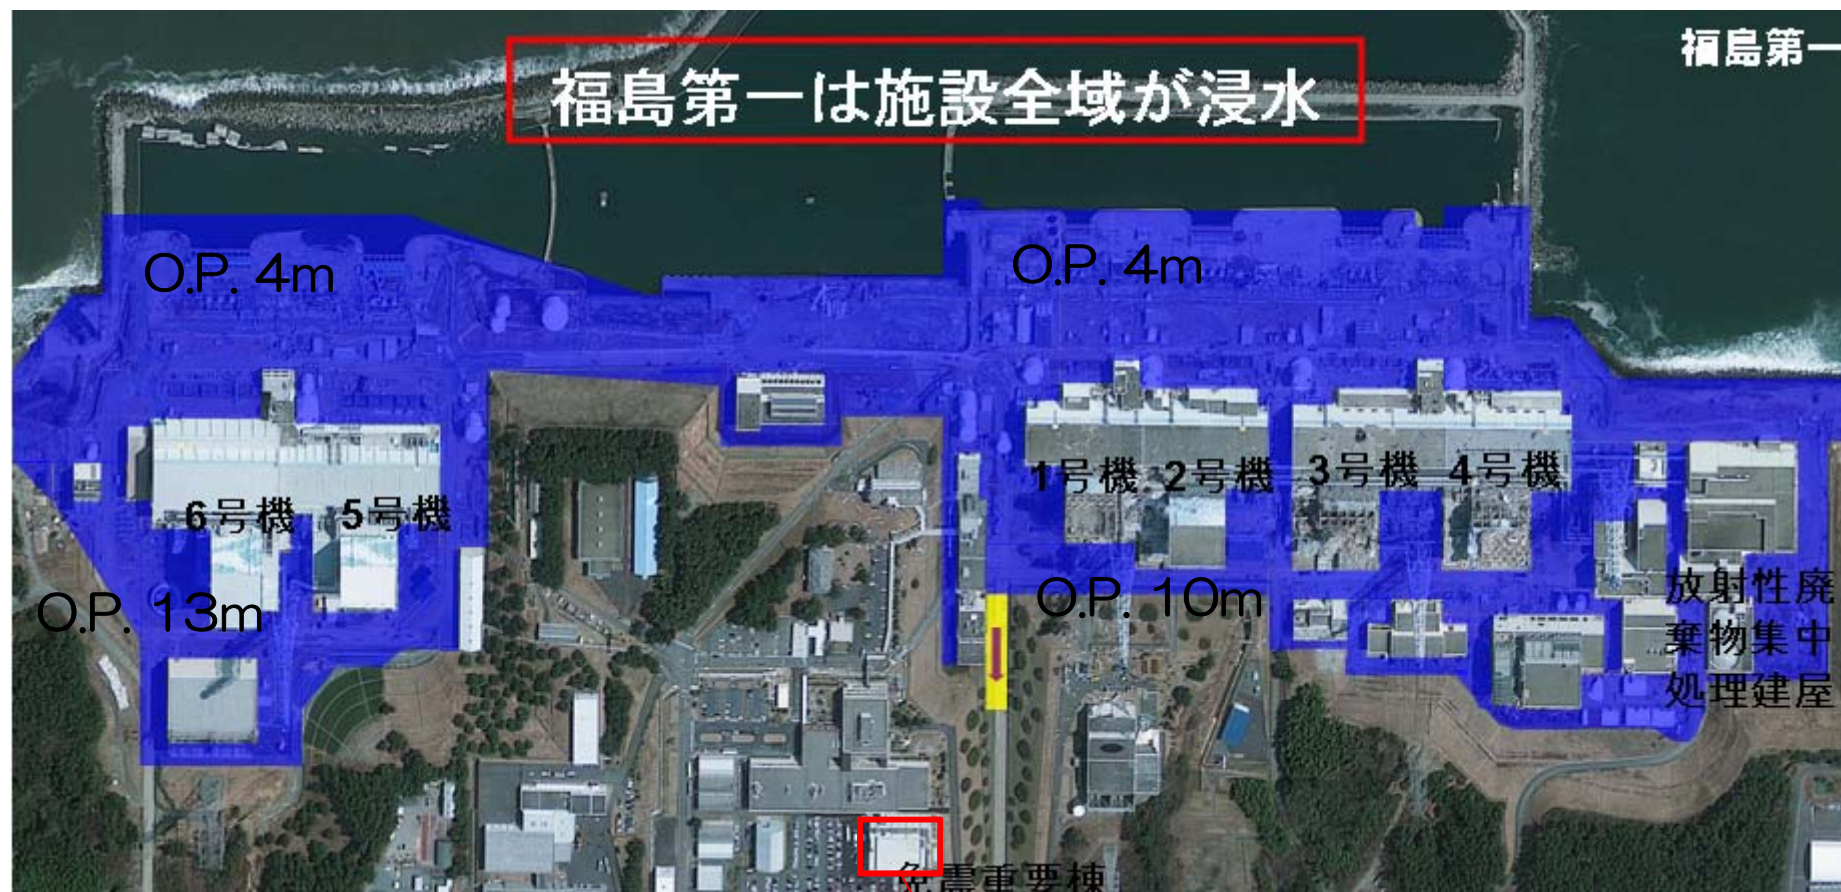 福島第一
福島第一は施設全域が浸水
O.P. 4m
O.P. 4m
1号機
2号機
3号機
4号機
6号機
5号機
O.P. 13m
O.P. 10m
放射性廃
棄物集中
処理建屋
免震重要棟